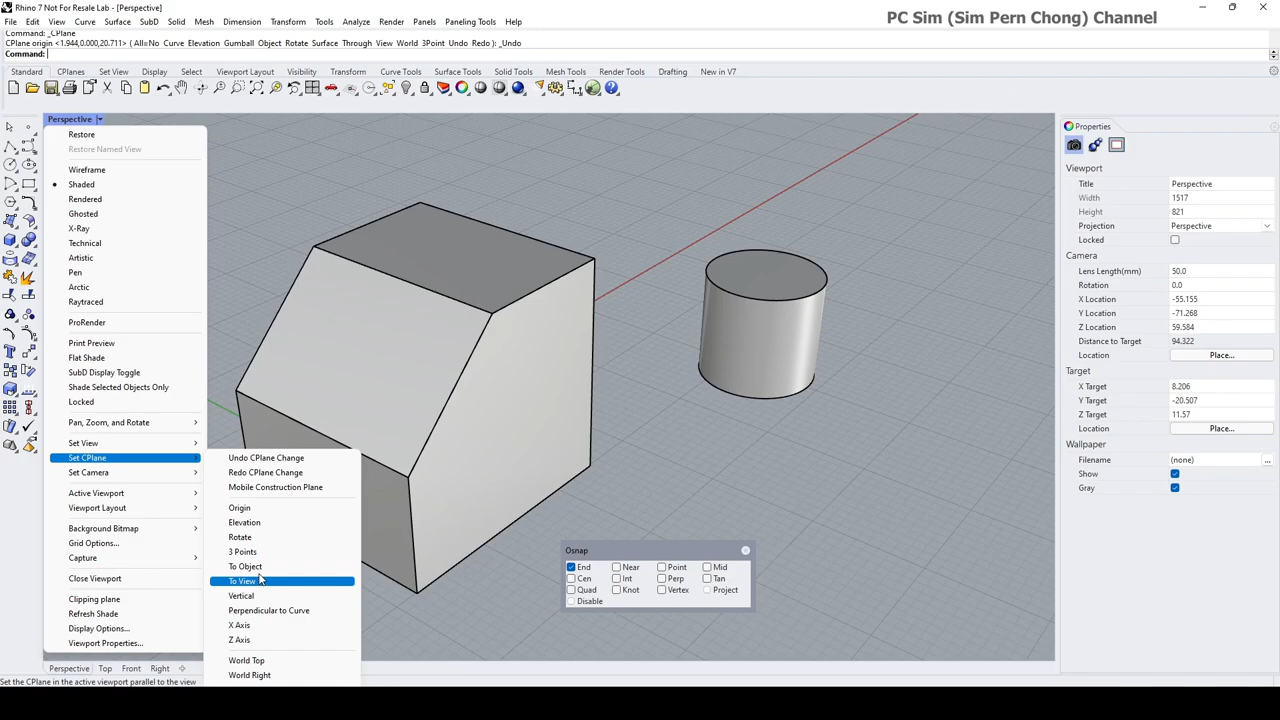 Rhino 7 Not For Resale Lab - [Perspective]
PC Sim (Sim Pern Chong) Channel
File Edit View Curve Surface SubD Solid Mesh Dimension Transform Tools Analyze Render Panels Paneling Tools Help
Command: _CPlane
CPlane origin <1.944,0.000,20.711> ( All=No Curve Elevation Gumball Object Rotate Surface Through View World 3Point Undo Redo ): _Undo
Command:
Standard CPlanes Set View Display Select Viewport Layout Visibility Transform Curve Tools Surface Tools Solid Tools Mesh Tools Render Tools Drafting New in V7
Perspective
Restore
Restore Named View
Wireframe
Shaded
Rendered
Ghosted
X-Ray
Technical
Artistic
Pen
Arctic
Raytraced
ProRender
Print Preview
Flat Shade
SubD Display Toggle
Shade Selected Objects Only
Locked
Pan, Zoom, and Rotate
Set View
Set CPlane
Set Camera
Active Viewport
Viewport Layout
Background Bitmap
Grid Options...
Capture
Close Viewport
Clipping plane
Refresh Shade
Display Options...
Viewport Properties...
Undo CPlane Change
Redo CPlane Change
Mobile Construction Plane
Origin
Elevation
Rotate
3 Points
To Object
To View
Vertical
Perpendicular to Curve
X Axis
Z Axis
World Top
World Right
Osnap
End Near Point Mid
Cen Int Perp Tan
Quad Knot Vertex Project
Disable
Properties
Viewport
Title Perspective
Width 1517
Height 821
Projection Perspective
Locked
Camera
Lens Length(mm) 50.0
Rotation 0.0
X Location -55.155
Y Location -71.268
Z Location 59.584
Distance to Target 94.322
Location Place...
Target
X Target 8.206
Y Target -20.507
Z Target 11.57
Location Place...
Wallpaper
Filename (none) ...
Show
Gray
Perspective Top Front Right
Set the CPlane in the active viewport parallel to the view